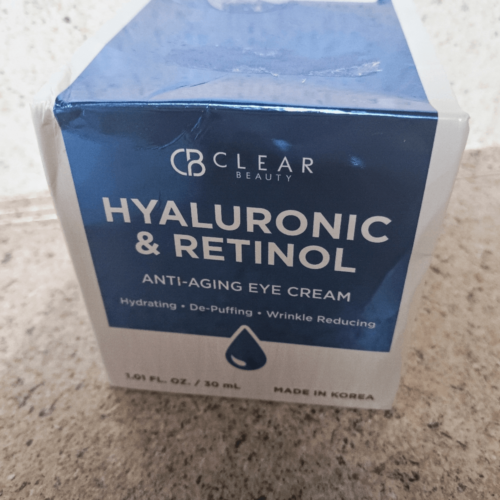 CB CLEAR
BEAUTY
HYALURONIC
& RETINOL
ANTI-AGING EYE CREAM
Hydrating • De-Puffing • Wrinkle Reducing
1.01 FL. OZ. / 30 mL
MADE IN KOREA